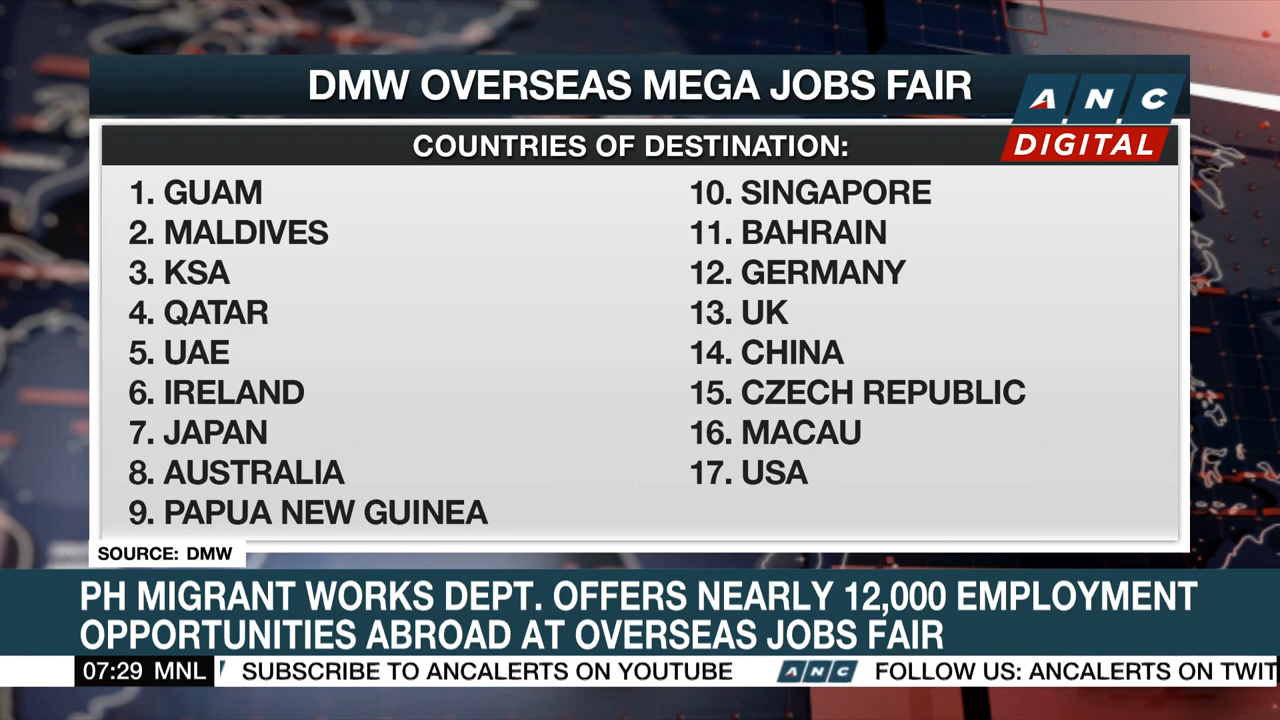 DMW OVERSEAS MEGA JOBS FAIR
ANC
DIGITAL
COUNTRIES OF DESTINATION:
1. GUAM
2. MALDIVES
3. KSA
4. QATAR
5. UAE
6. IRELAND
7. JAPAN
8. AUSTRALIA
9. PAPUA NEW GUINEA
10. SINGAPORE
11. BAHRAIN
12. GERMANY
13. UK
14. CHINA
15. CZECH REPUBLIC
16. MACAU
17. USA
SOURCE: DMW
PH MIGRANT WORKS DEPT. OFFERS NEARLY 12,000 EMPLOYMENT
OPPORTUNITIES ABROAD AT OVERSEAS JOBS FAIR
07:29 MNL SUBSCRIBE TO ANCALERTS ON YOUTUBE ANC FOLLOW US: ANCALERTS ON TWIT